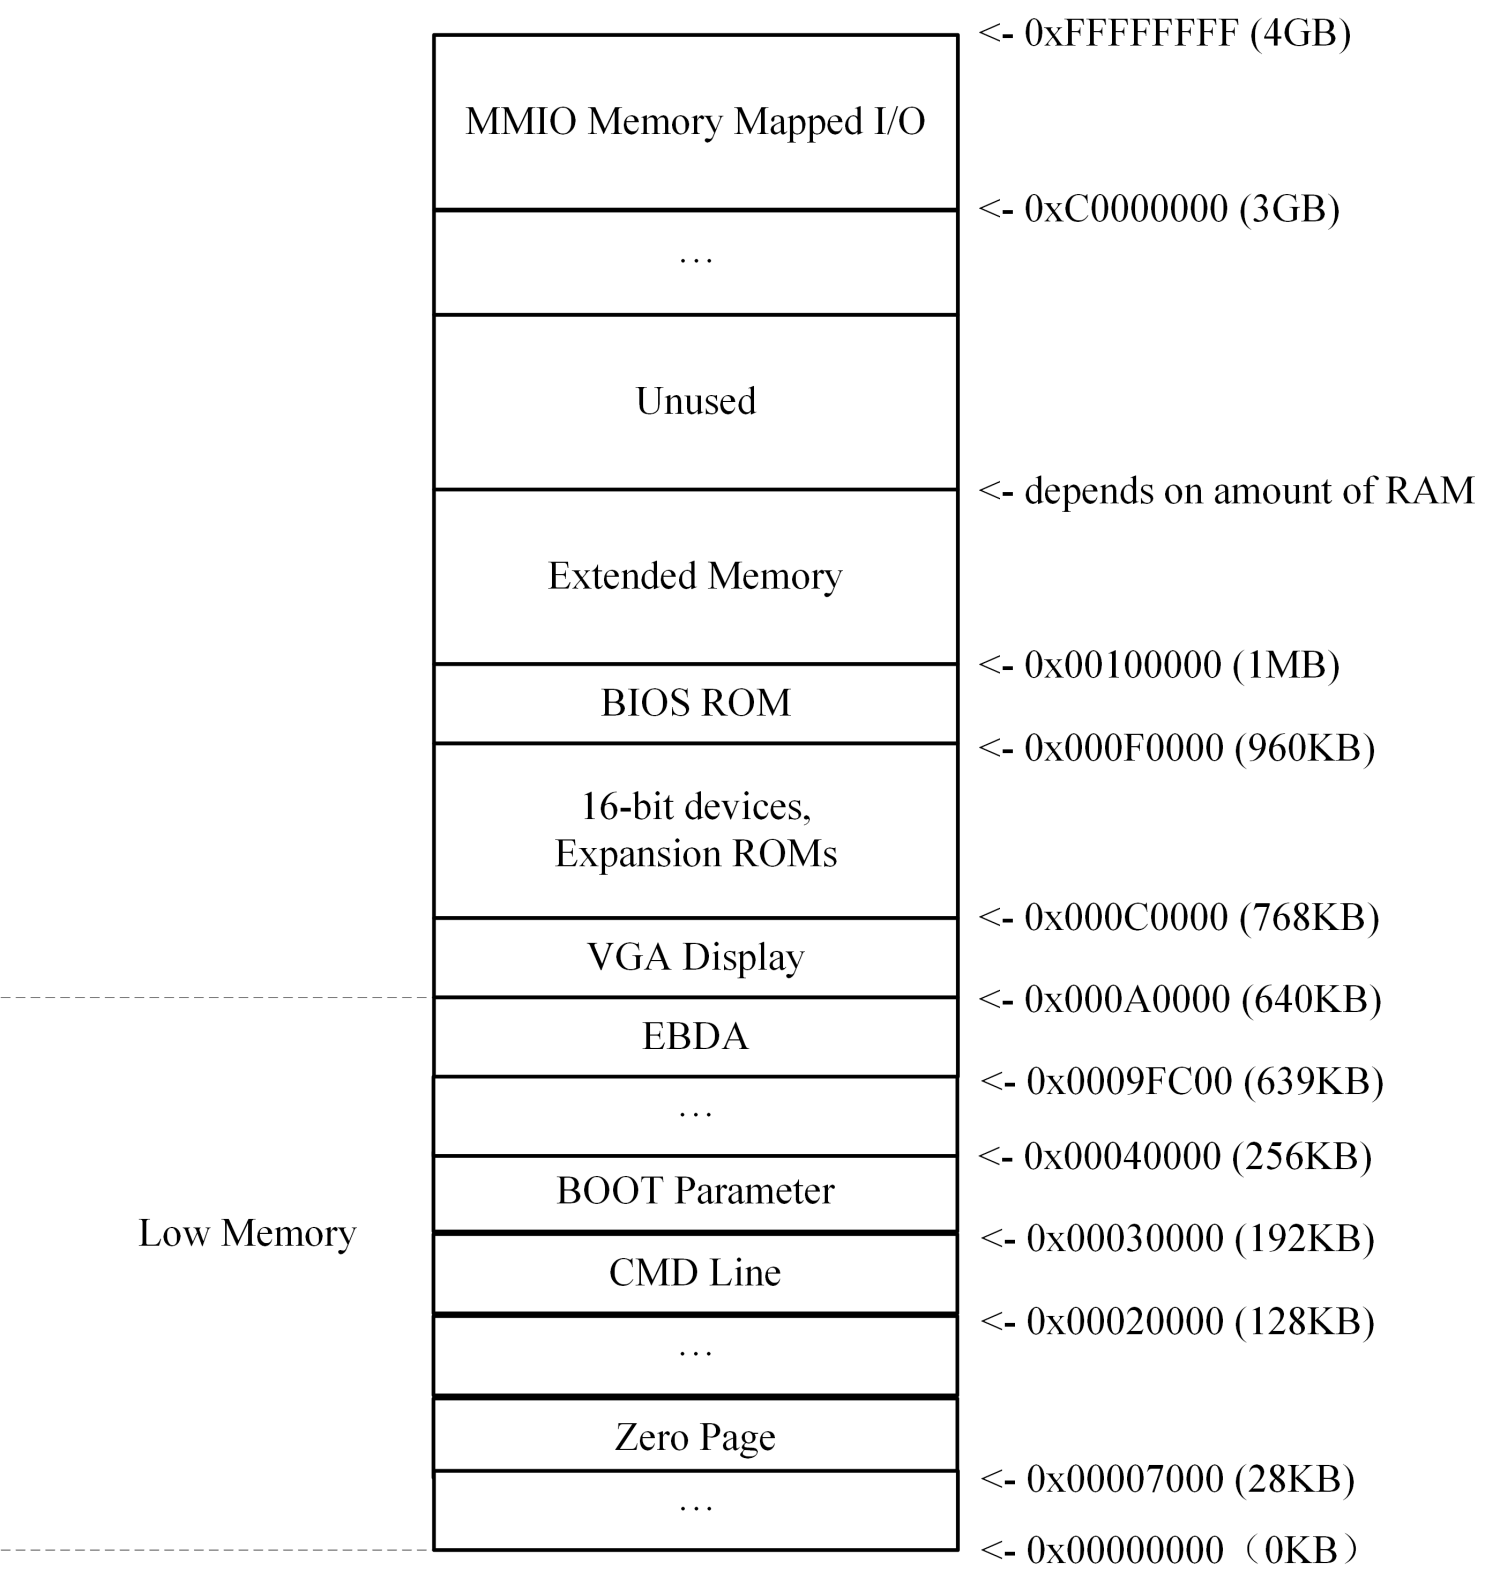 <- 0xFFFFFFFF (4GB)
MMIO Memory Mapped I/O
<- 0xC0000000 (3GB)
...
Unused
<- depends on amount of RAM
Extended Memory
<- 0x00100000 (1MB)
BIOS ROM
<- 0x000F0000 (960KB)
16-bit devices,
Expansion ROMs
<- 0x000C0000 (768KB)
VGA Display
<- 0x000A0000 (640KB)
EBDA
<- 0x0009FC00 (639KB)
...
<- 0x00040000 (256KB)
BOOT Parameter
Low Memory
<- 0x00030000 (192KB)
CMD Line
<- 0x00020000 (128KB)
...
Zero Page
<- 0x00007000 (28KB)
...
<- 0x00000000（0KB）